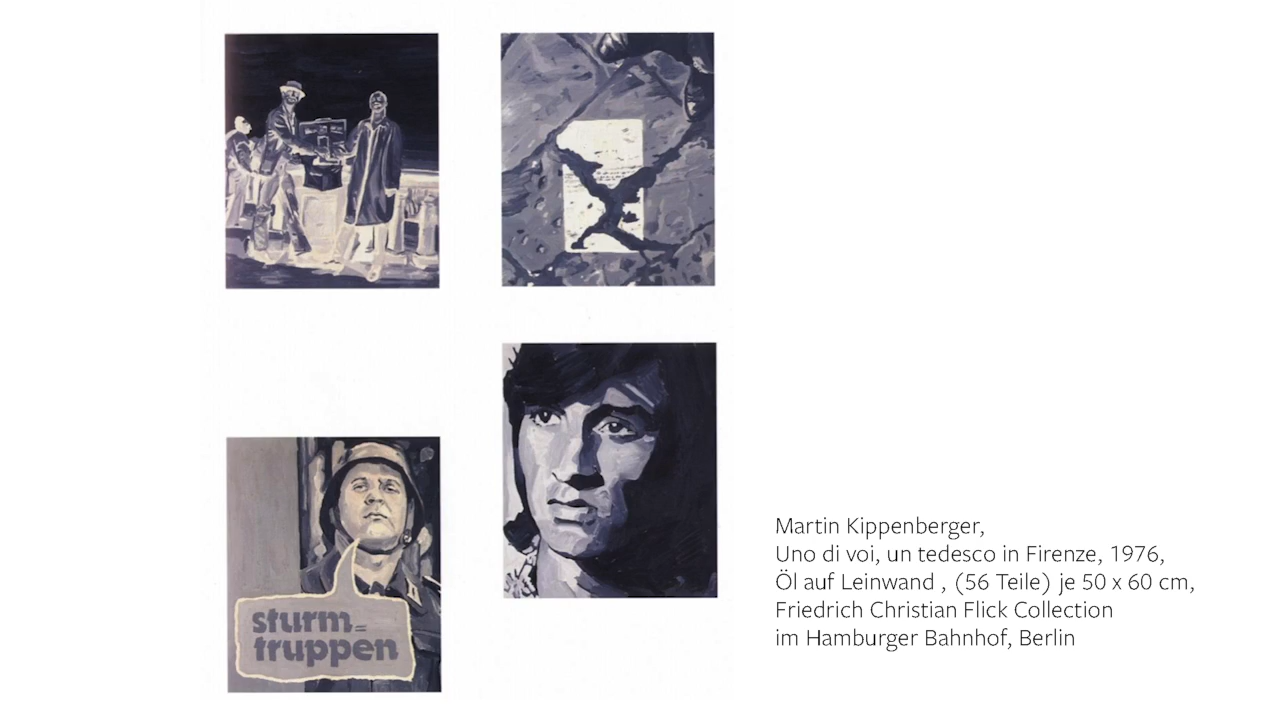 sturm=
truppen
Martin Kippenberger,
Uno di voi, un tedesco in Firenze, 1976,
Öl auf Leinwand , (56 Teile) je 50 x 60 cm,
Friedrich Christian Flick Collection
im Hamburger Bahnhof, Berlin